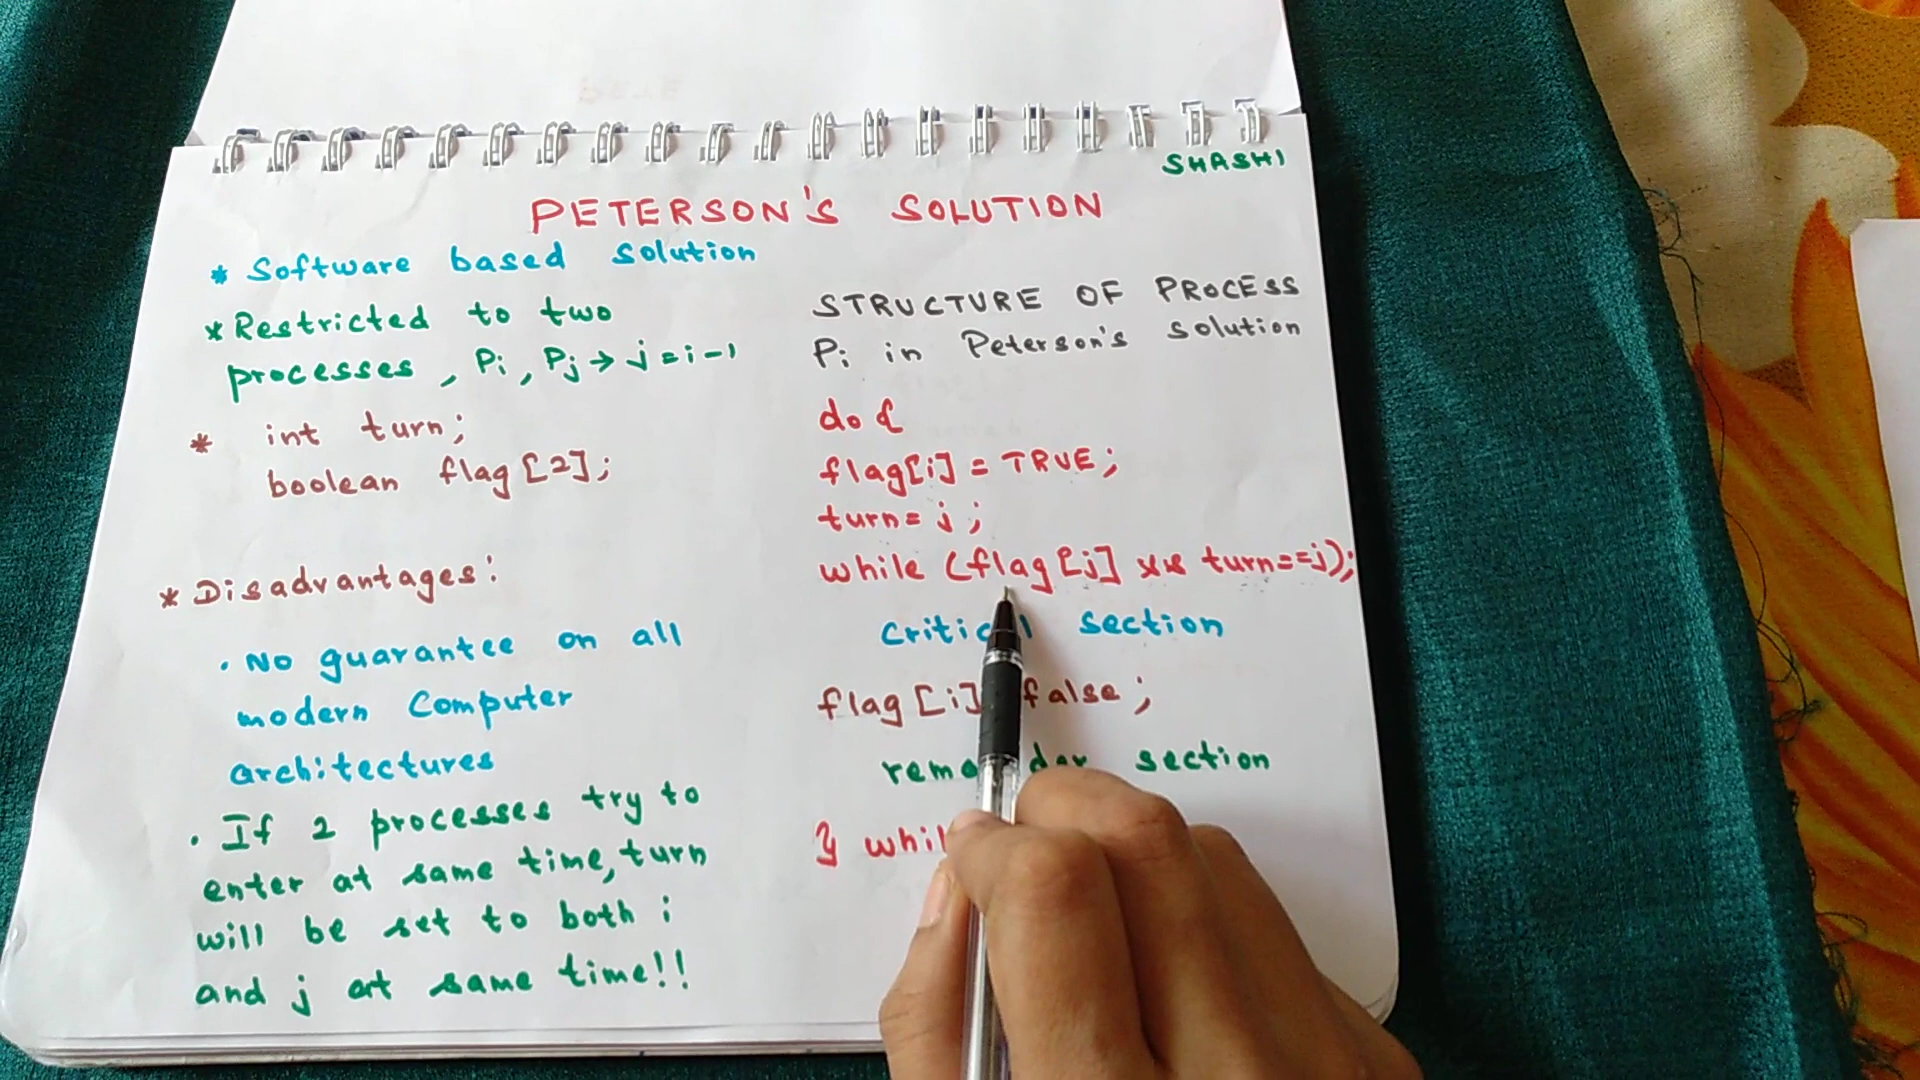 SHASHI
PETERSON'S SOLUTION
* Software based solution
* Restricted to two
processes, Pi, Pj → j = i-1
* int turn;
boolean flag[2];
* Disadvantages:
. No guarantee on all
modern Computer
architectures
. If 2 processes try to
enter at same time, turn
will be set to both i
and j at same time!!
STRUCTURE OF PROCESS
Pi in Peterson's solution
do {
flag[i] = TRUE;
turn= j;
while (flag[j] && turn==j);
section
flag[i] false;
section
}